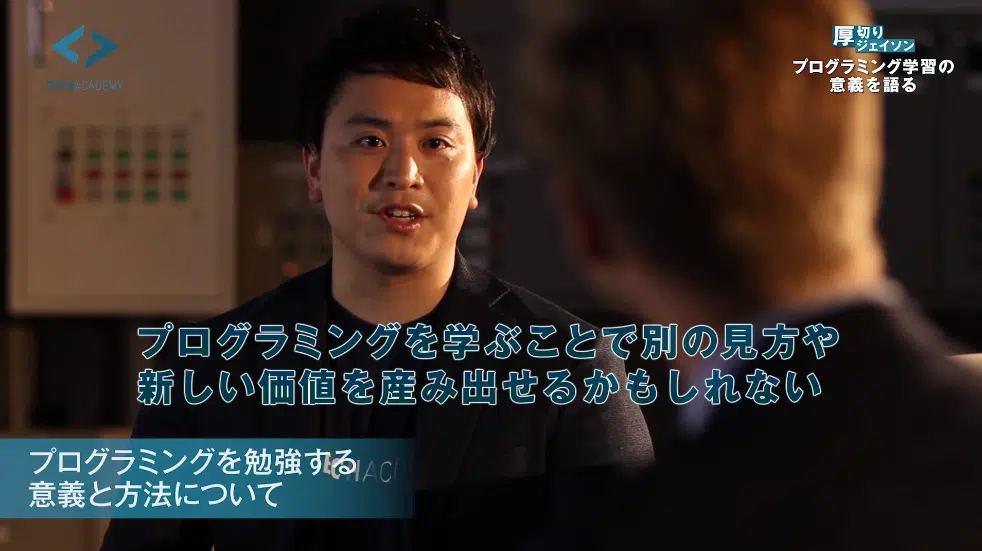 厚切り
ジェイソン
プログラミング学習の
意義を語る
プログラミングを学ぶことで別の見方や
新しい価値を産み出せるかもしれない
プログラミングを勉強する
意義と方法について